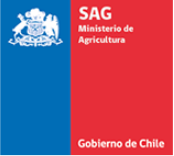 SAG
Ministerio de
Agricultura
Gobierno de Chile